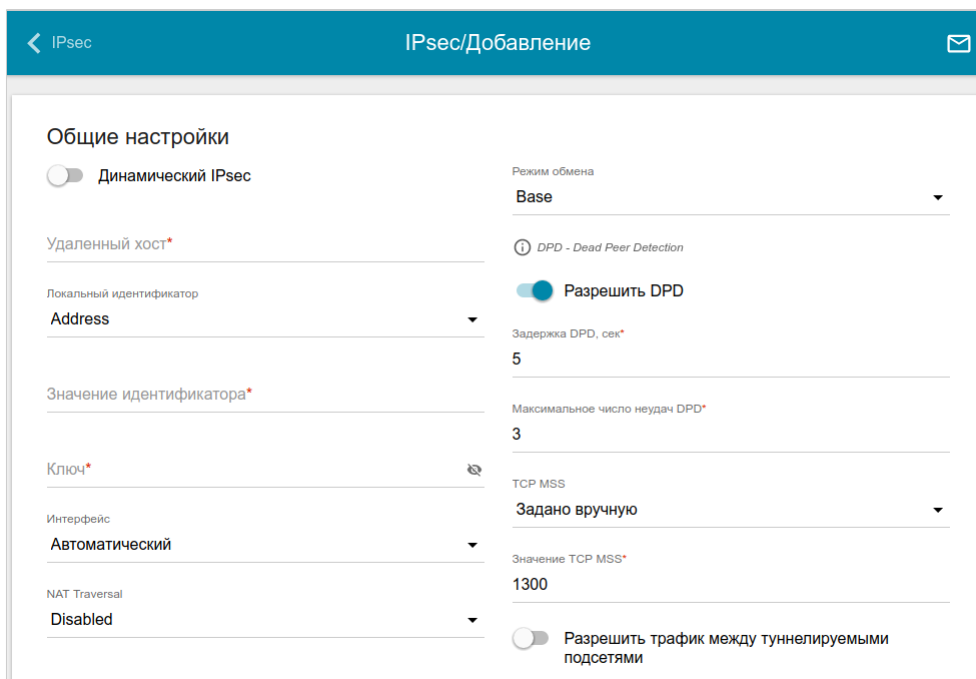 IPsec
IPsec/Добавление
Общие настройки
Динамический IPsec
Удаленный хост*
Локальный идентификатор
Address
Значение идентификатора*
Ключ*
Интерфейс
Автоматический
NAT Traversal
Disabled
Режим обмена
Base
DPD - Dead Peer Detection
Разрешить DPD
Задержка DPD, сек*
5
Максимальное число неудач DPD*
3
TCP MSS
Задано вручную
Значение TCP MSS*
1300
Разрешить трафик между туннелируемыми
подсетями